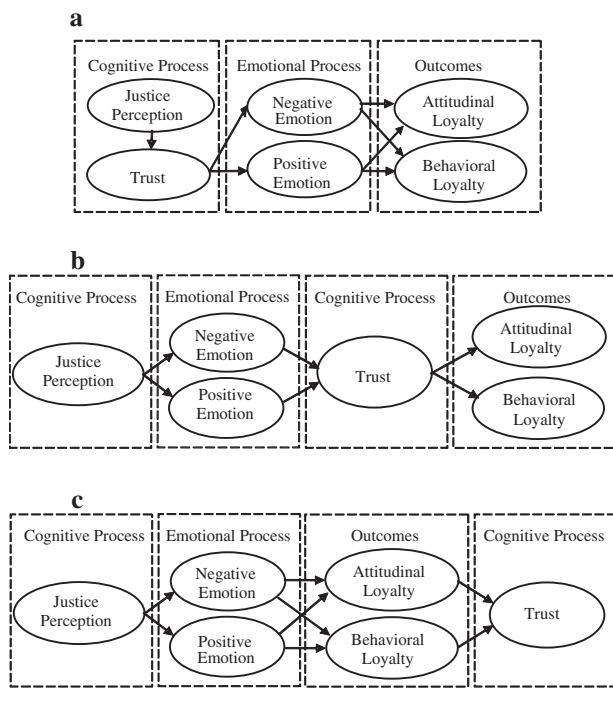 a
Cognitive Process
Emotional Process
Outcomes
Justice
Perception
Negative
Emotion
Attitudinal
Loyalty
Trust
Positive
Emotion
Behavioral
Loyalty
b
Cognitive Process
Emotional Process
Cognitive Process
Outcomes
Justice
Perception
Negative
Emotion
Positive
Emotion
Trust
Attitudinal
Loyalty
Behavioral
Loyalty
c
Cognitive Process
Emotional Process
Outcomes
Cognitive Process
Justice
Perception
Negative
Emotion
Positive
Emotion
Attitudinal
Loyalty
Behavioral
Loyalty
Trust